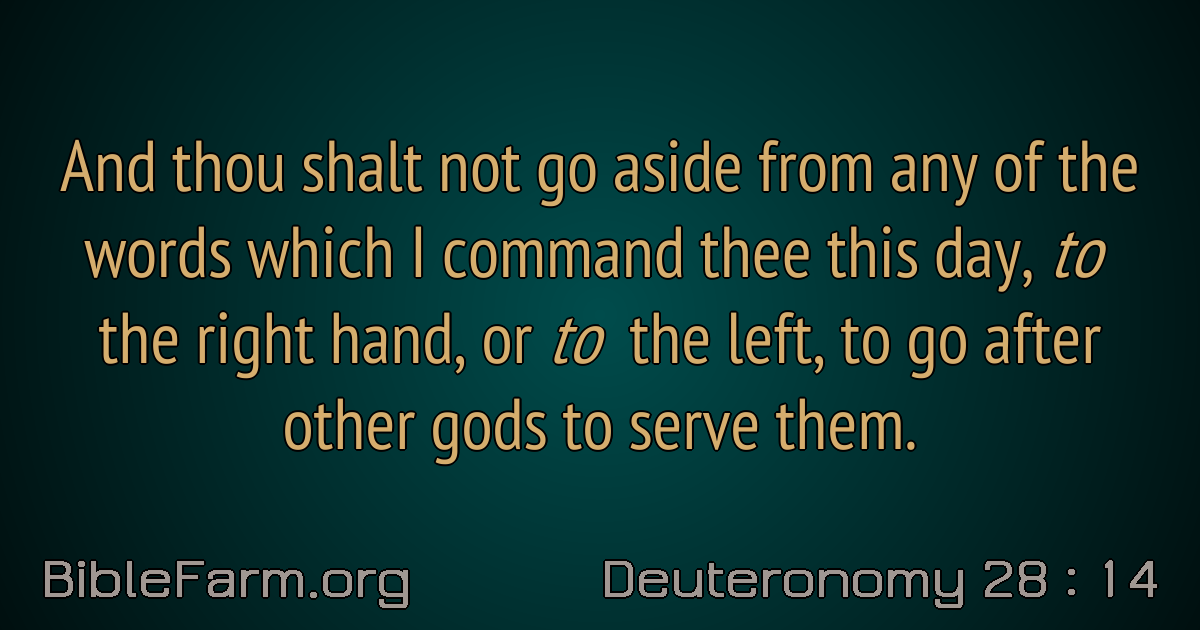 And thou shalt not go aside from any of the
words which I command thee this day, to
the right hand, or to the left, to go after
other gods to serve them.
BibleFarm.org
Deuteronomy 28 : 14